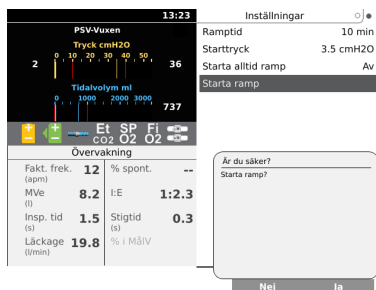 13:23
PSV-Vuxen
Tryck cmH2O
0 10 20 30 40 50
2 36
Tidalvolym ml
0 1000 2000 3000
737
Et CO2 SP O2 Fi O2
Övervakning
Fakt. frek. (apm) 12 % spont. --
MVe (l) 8.2 I:E 1:2.3
Insp. tid (s) 1.5 Stigtid (s) 0.3
Läckage (l/min) 19.8 % i MålV
Inställningar
Ramptid 10 min
Starttryck 3.5 cmH2O
Starta alltid ramp Av
Starta ramp
Är du säker?
Starta ramp?
Nej Ja